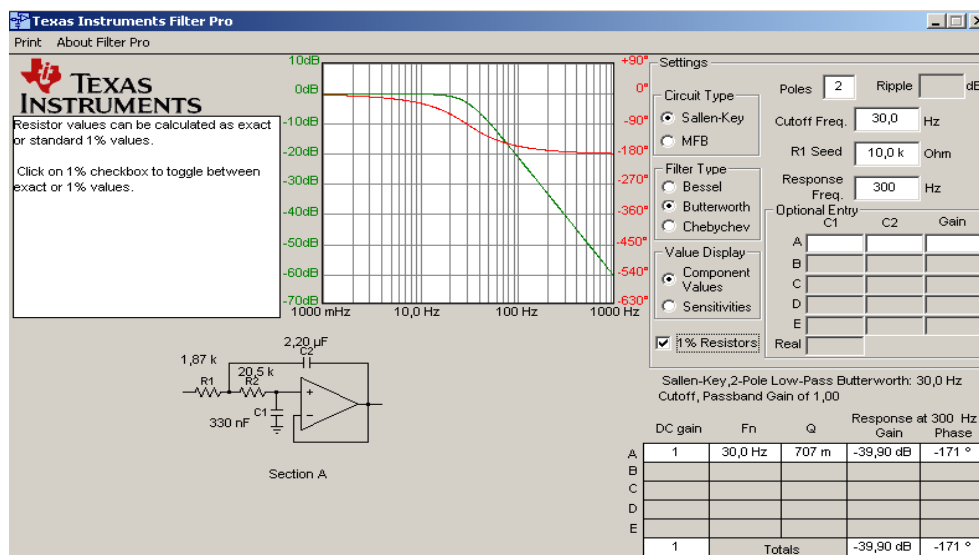 Texas Instruments Filter Pro
Print About Filter Pro
TEXAS
INSTRUMENTS
Resistor values can be calculated as exact
or standard 1% values.
Click on 1% checkbox to toggle between
exact or 1% values.
10dB
0dB
-10dB
-20dB
-30dB
-40dB
-50dB
-60dB
-70dB
+90°
0°
-90°
-180°
-270°
-360°
-450°
-540°
-630°
1000 mHz 10,0 Hz 100 Hz 1000 Hz
Settings
Circuit Type
Sallen-Key
MFB
Filter Type
Bessel
Butterworth
Chebychev
Value Display
Component
Values
Sensitivities
1% Resistors
Poles 2 Ripple dB
Cutoff Freq. 30,0 Hz
R1 Seed 10,0 k Ohm
Response
Freq. 300 Hz
Optional Entry
C1 C2 Gain
A
B
C
D
E
Real
2,20 µF
C2
1,87 k
R1
20,5 k
R2
C1
330 nF
+
−
Section A
Sallen-Key,2-Pole Low-Pass Butterworth: 30,0 Hz
Cutoff, Passband Gain of 1,00
DC gain Fn Q Response at 300 Hz
Gain Phase
A 1 30,0 Hz 707 m -39,90 dB -171 °
B
C
D
E
1 Totals -39,90 dB -171 °